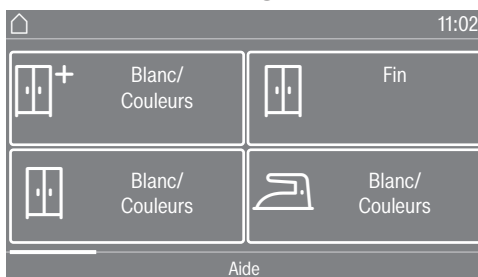 11:02
Blanc/
Couleurs
Fin
Blanc/
Couleurs
Blanc/
Couleurs
Aide